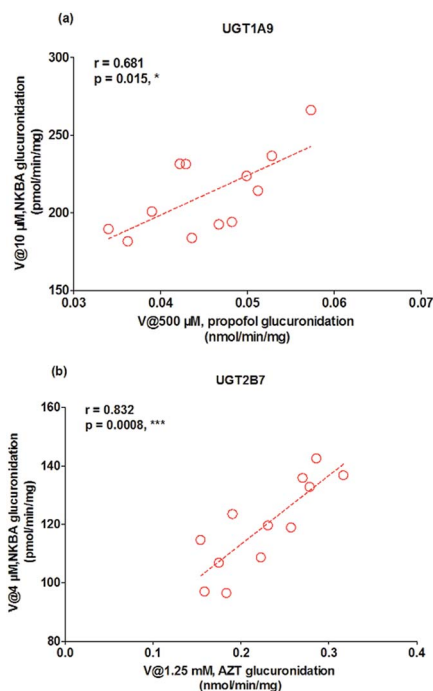 (a)
UGT1A9
r = 0.681
p = 0.015, *
V@10 µM,NKBA glucuronidation
(pmol/min/mg)
300
250
200
150
0.03 0.04 0.05 0.06 0.07
V@500 µM, propofol glucuronidation
(nmol/min/mg)
(b)
UGT2B7
r = 0.832
p = 0.0008, ***
V@4 µM,NKBA glucuronidation
(pmol/min/mg)
160
140
120
100
80
0.0 0.1 0.2 0.3 0.4
V@1.25 mM, AZT glucuronidation
(nmol/min/mg)